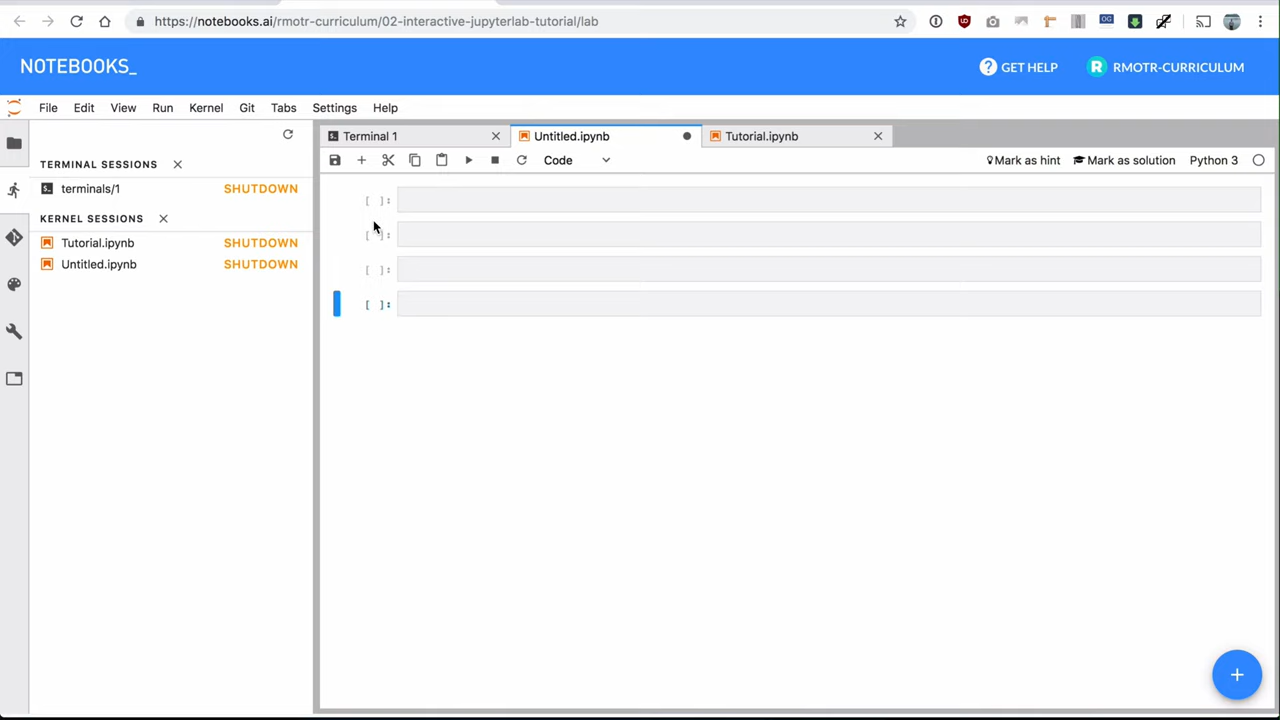 https://notebooks.ai/rmotr-curriculum/02-interactive-jupyterlab-tutorial/lab
NOTEBOOKS_
? GET HELP
R RMOTR-CURRICULUM
File Edit View Run Kernel Git Tabs Settings Help
TERMINAL SESSIONS
terminals/1 SHUTDOWN
KERNEL SESSIONS
Tutorial.ipynb SHUTDOWN
Untitled.ipynb SHUTDOWN
Terminal 1
Untitled.ipynb
Tutorial.ipynb
Code
Mark as hint
Mark as solution
Python 3
[ ]:
[ ]:
[ ]:
[ ]: